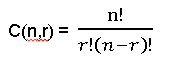 C(n,r) = n! / r!(n−r)!